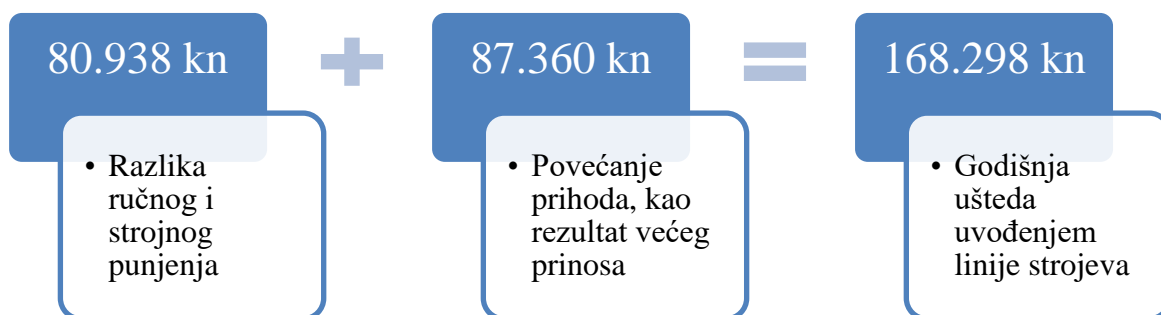 80.938 kn
+
87.360 kn
=
168.298 kn
• Razlika
ručnog i
strojnog
punjenja
• Povećanje
prihoda, kao
rezultat većeg
prinosa
• Godišnja
ušteda
uvođenjem
linije strojeva